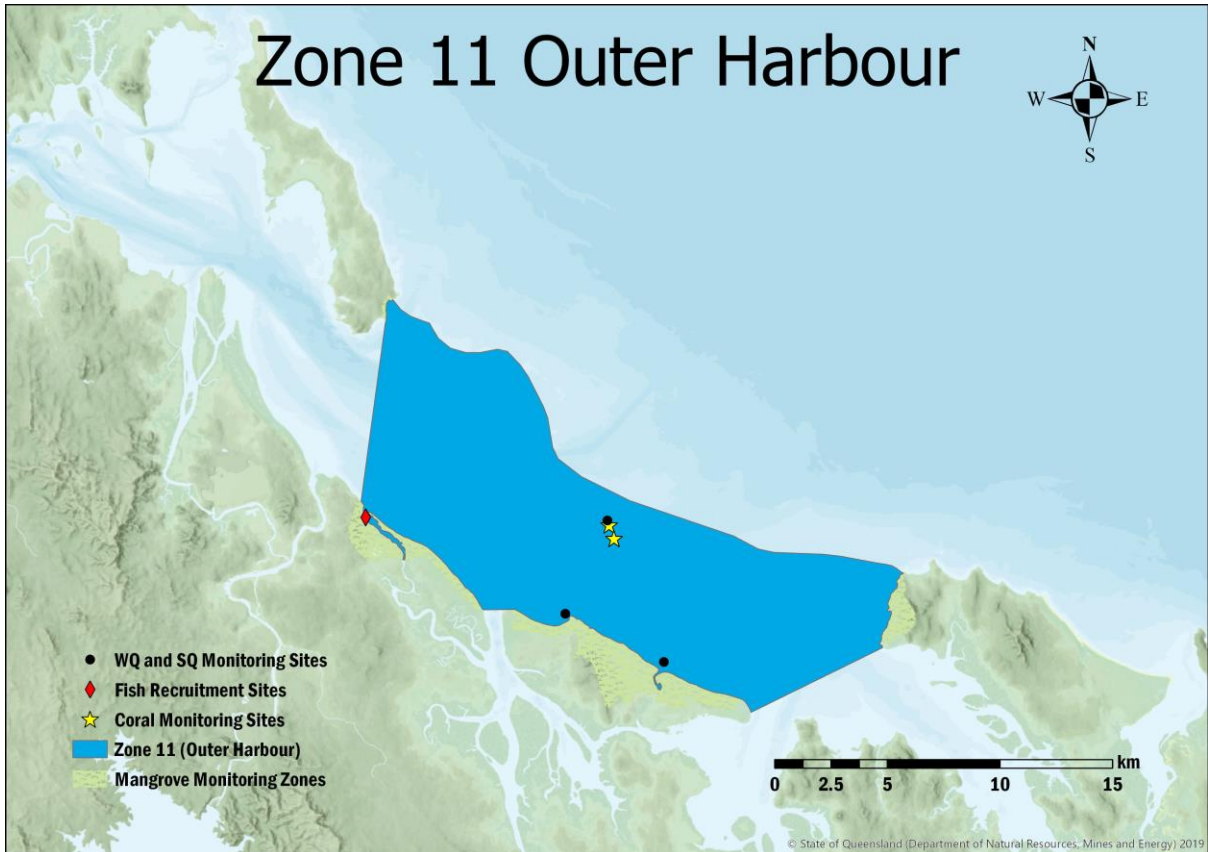 Zone 11 Outer Harbour
N
W
E
S
WQ and SQ Monitoring Sites
Fish Recruitment Sites
Coral Monitoring Sites
Zone 11 (Outer Harbour)
Mangrove Monitoring Zones
km
0 2.5 5 10 15
© State of Queensland (Department of Natural Resources, Mines and Energy) 2019